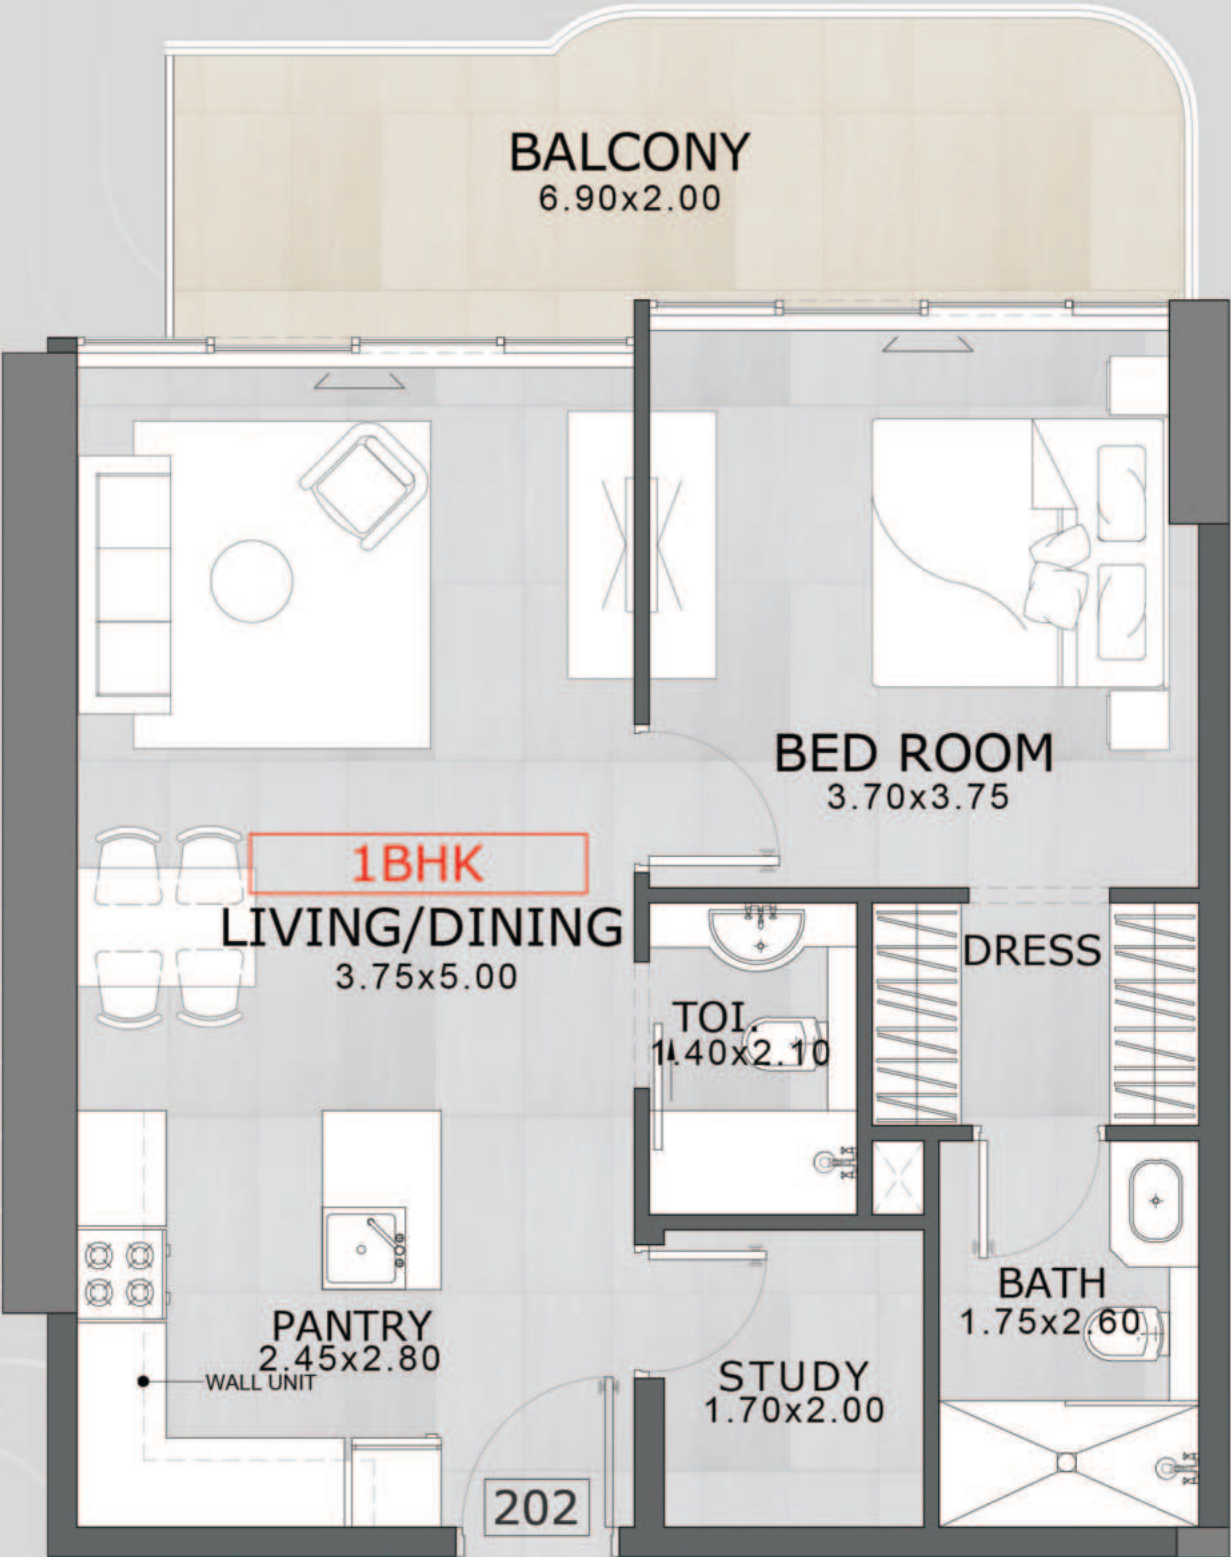 BALCONY
6.90x2.00
BED ROOM
3.70x3.75
1BHK
LIVING/DINING
3.75x5.00
DRESS
TOI.
1.40x2.10
BATH
1.75x2.60
PANTRY
2.45x2.80
WALL UNIT
STUDY
1.70x2.00
202